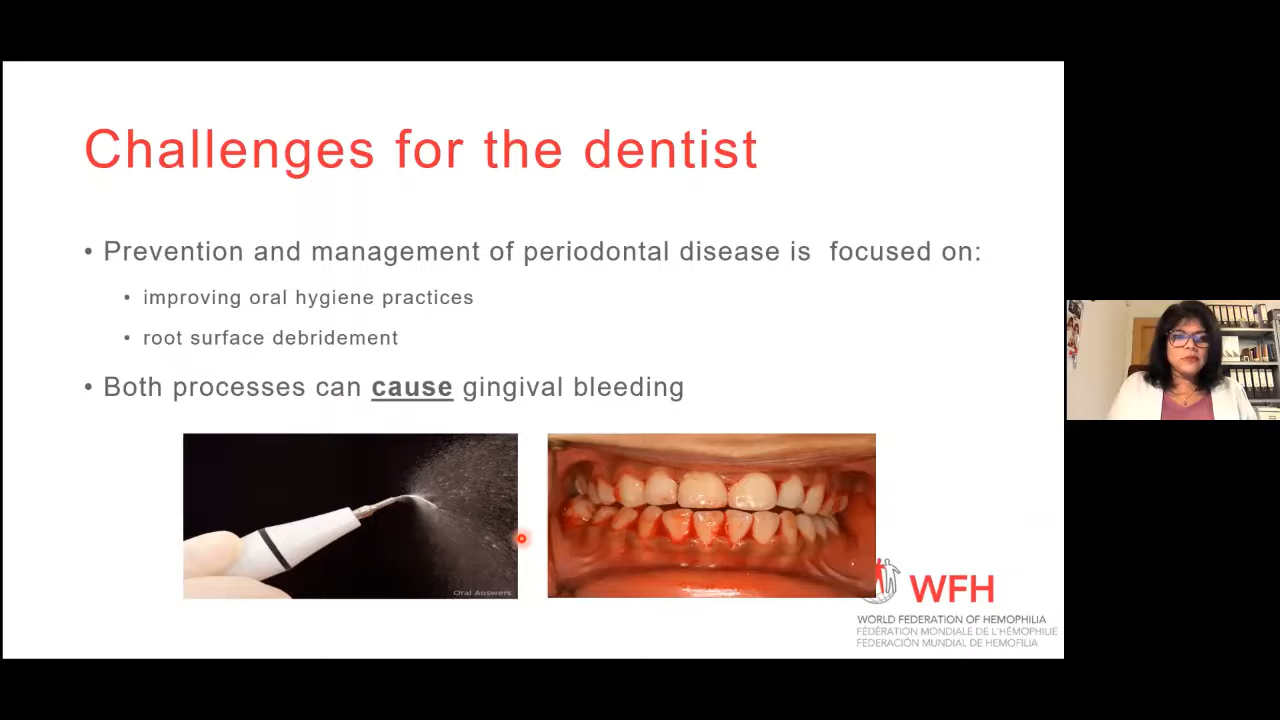 Challenges for the dentist
• Prevention and management of periodontal disease is  focused on:
• improving oral hygiene practices
• root surface debridement
• Both processes can cause gingival bleeding
Oral Answers
WFH
WORLD FEDERATION OF HEMOPHILIA
FÉDÉRATION MONDIALE DE L'HÉMOPHILIE
FEDERACIÓN MUNDIAL DE HEMOFILIA